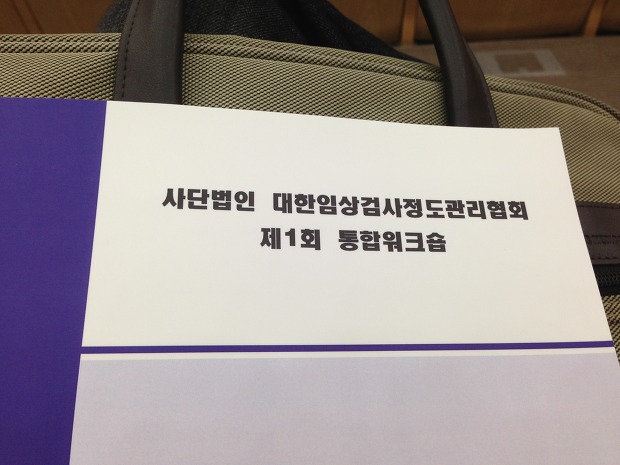 사단법인 대한임상검사정도관리협회
제1회 통합워크숍